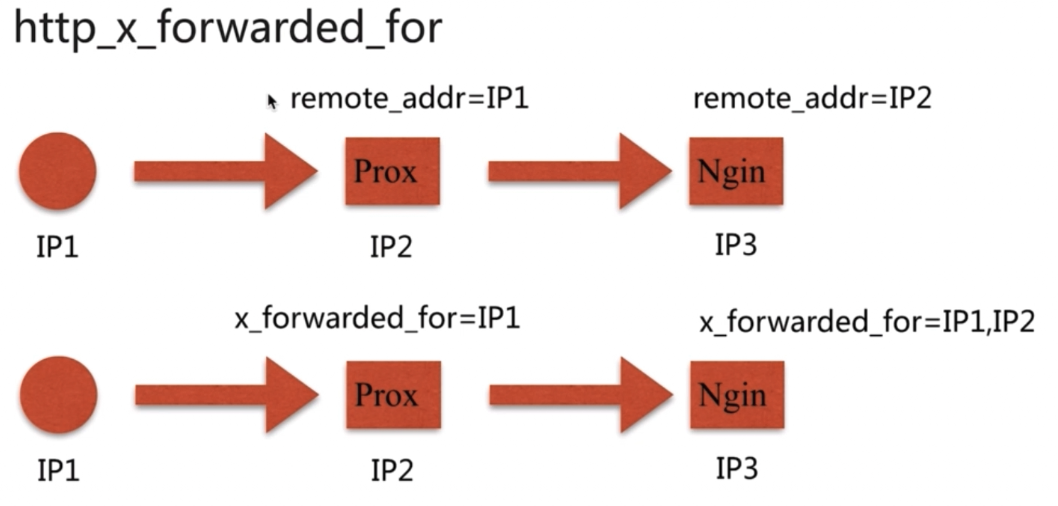 http_x_forwarded_for
remote_addr=IP1
remote_addr=IP2
Prox
Ngin
IP1
IP2
IP3
x_forwarded_for=IP1
x_forwarded_for=IP1,IP2
Prox
Ngin
IP1
IP2
IP3